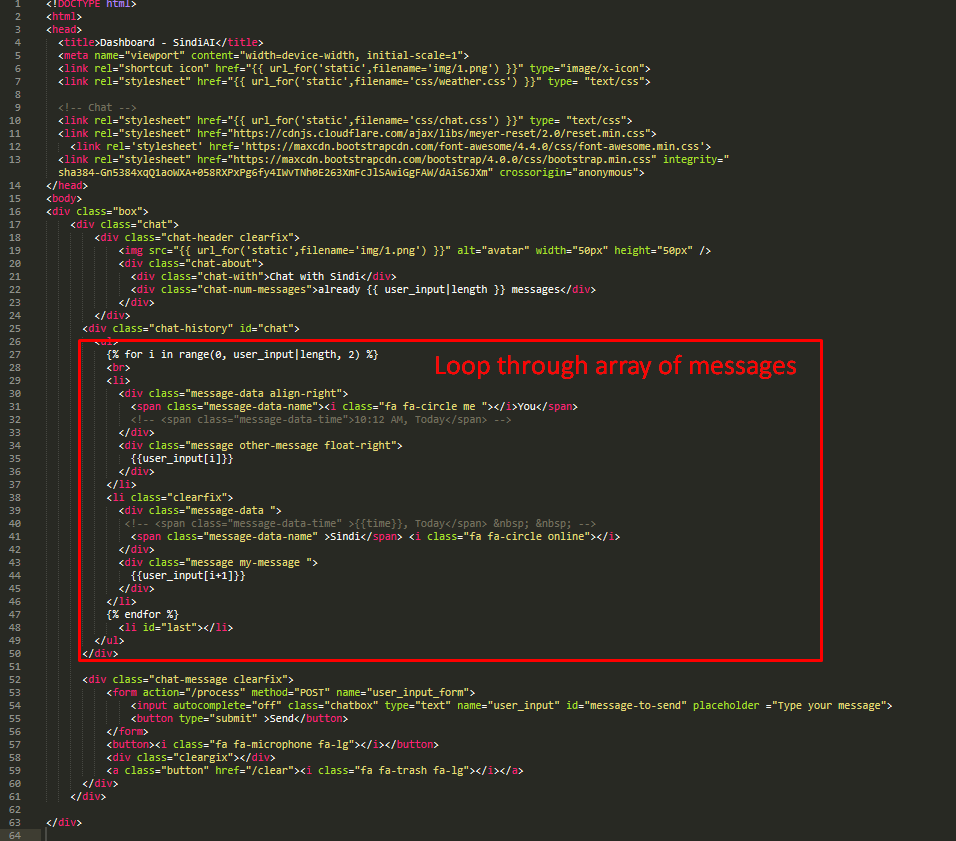 1 <!DOCTYPE html>
2 <html>
3 <head>
4 <title>Dashboard - SindiAI</title>
5 <meta name="viewport" content="width=device-width, initial-scale=1">
6 <link rel="shortcut icon" href="{{ url_for('static',filename='img/1.png') }}" type="image/x-icon">
7 <link rel="stylesheet" href="{{ url_for('static',filename='css/weather.css') }}" type= "text/css">
8
9 <!-- Chat -->
10 <link rel="stylesheet" href="{{ url_for('static',filename='css/chat.css') }}" type= "text/css">
11 <link rel="stylesheet" href="https://cdnjs.cloudflare.com/ajax/libs/meyer-reset/2.0/reset.min.css">
12 <link rel='stylesheet' href='https://maxcdn.bootstrapcdn.com/font-awesome/4.4.0/css/font-awesome.min.css'>
13 <link rel="stylesheet" href="https://maxcdn.bootstrapcdn.com/bootstrap/4.0.0/css/bootstrap.min.css" integrity="
sha384-Gn5384xqQ1aoWXA+058RXPxPg6fy4IWvTNh0E263XmFcJlSAwiGgFAW/dAiS6JXm" crossorigin="anonymous">
14 </head>
15 <body>
16 <div class="box">
17 <div class="chat">
18 <div class="chat-header clearfix">
19 <img src="{{ url_for('static',filename='img/1.png') }}" alt="avatar" width="50px" height="50px" />
20 <div class="chat-about">
21 <div class="chat-with">Chat with Sindi</div>
22 <div class="chat-num-messages">already {{ user_input|length }} messages</div>
23 </div>
24 </div>
25 <div class="chat-history" id="chat">
26 <ul>
27 {% for i in range(0, user_input|length, 2) %}
Loop through array of messages
28 <br>
29 <li>
30 <div class="message-data align-right">
31 <span class="message-data-name"><i class="fa fa-circle me "></i>You</span>
32 <!-- <span class="message-data-time">10:12 AM, Today</span> -->
33 </div>
34 <div class="message other-message float-right">
35 {{user_input[i]}}
36 </div>
37 </li>
38 <li class="clearfix">
39 <div class="message-data ">
40 <!-- <span class="message-data-time" >{{time}}, Today</span> &nbsp; &nbsp; -->
41 <span class="message-data-name" >Sindi</span> <i class="fa fa-circle online"></i>
42 </div>
43 <div class="message my-message ">
44 {{user_input[i+1]}}
45 </div>
46 </li>
47 {% endfor %}
48 <li id="last"></li>
49 </ul>
50 </div>
51
52 <div class="chat-message clearfix">
53 <form action="/process" method="POST" name="user_input_form">
54 <input autocomplete="off" class="chatbox" type="text" name="user_input" id="message-to-send" placeholder ="Type your message">
55 <button type="submit" >Send</button>
56 </form>
57 <button><i class="fa fa-microphone fa-lg"></i></button>
58 <div class="cleargix"></div>
59 <a class="button" href="/clear"><i class="fa fa-trash fa-lg"></i></a>
60 </div>
61 </div>
62
63 </div>
64